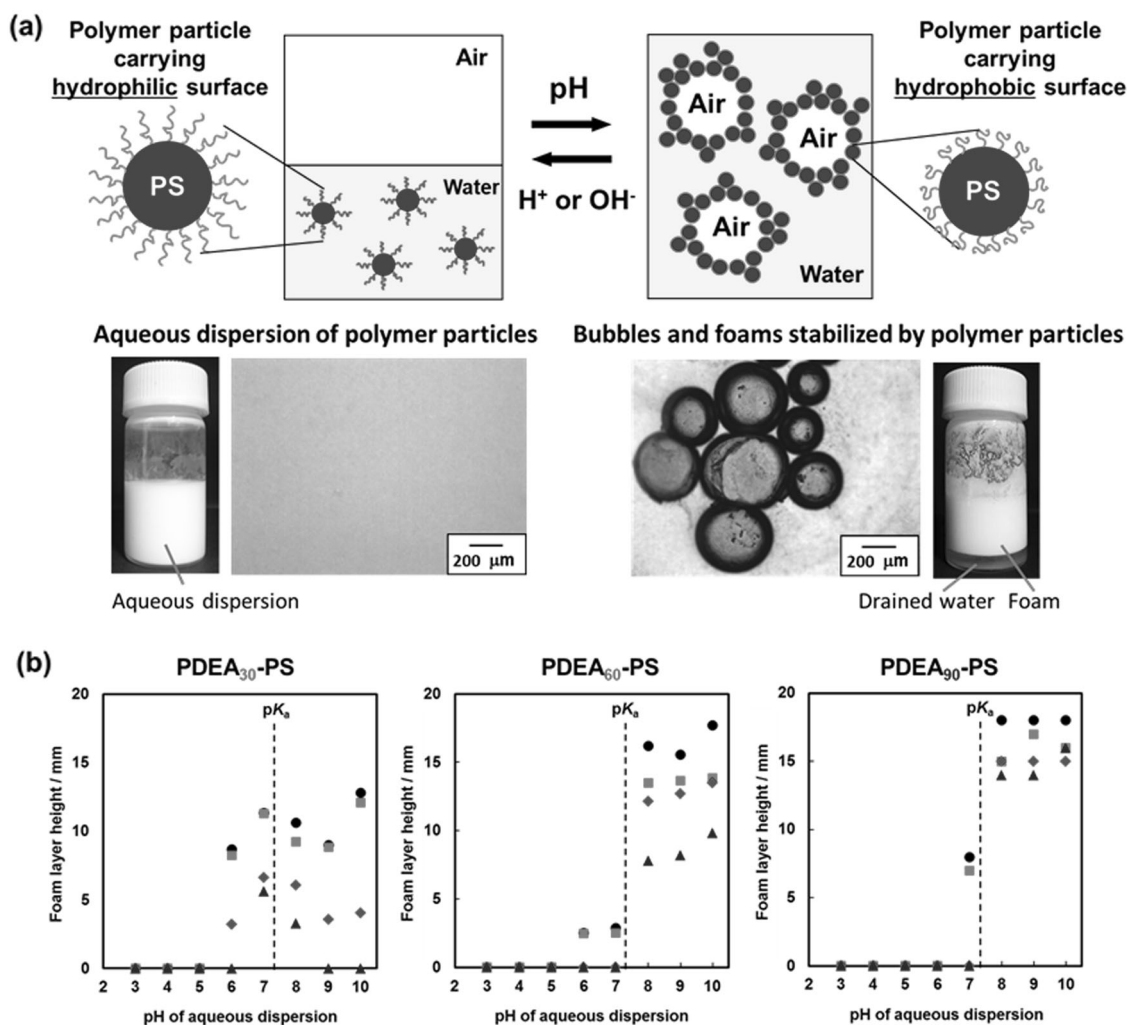 (a)
Polymer particle
carrying
hydrophilic surface
PS
Air
Water
pH
H⁺ or OH⁻
Air
Air
Air
Water
Polymer particle
carrying
hydrophobic surface
PS
Aqueous dispersion of polymer particles
200 μm
Aqueous dispersion
Bubbles and foams stabilized by polymer particles
200 μm
Drained water Foam
(b)
PDEA₃₀-PS
pKₐ
Foam layer height / mm
20
15
10
5
0
2 3 4 5 6 7 8 9 10
pH of aqueous dispersion
PDEA₆₀-PS
pKₐ
Foam layer height / mm
20
15
10
5
0
2 3 4 5 6 7 8 9 10
pH of aqueous dispersion
PDEA₉₀-PS
pKₐ
Foam layer height / mm
20
15
10
5
0
2 3 4 5 6 7 8 9 10
pH of aqueous dispersion